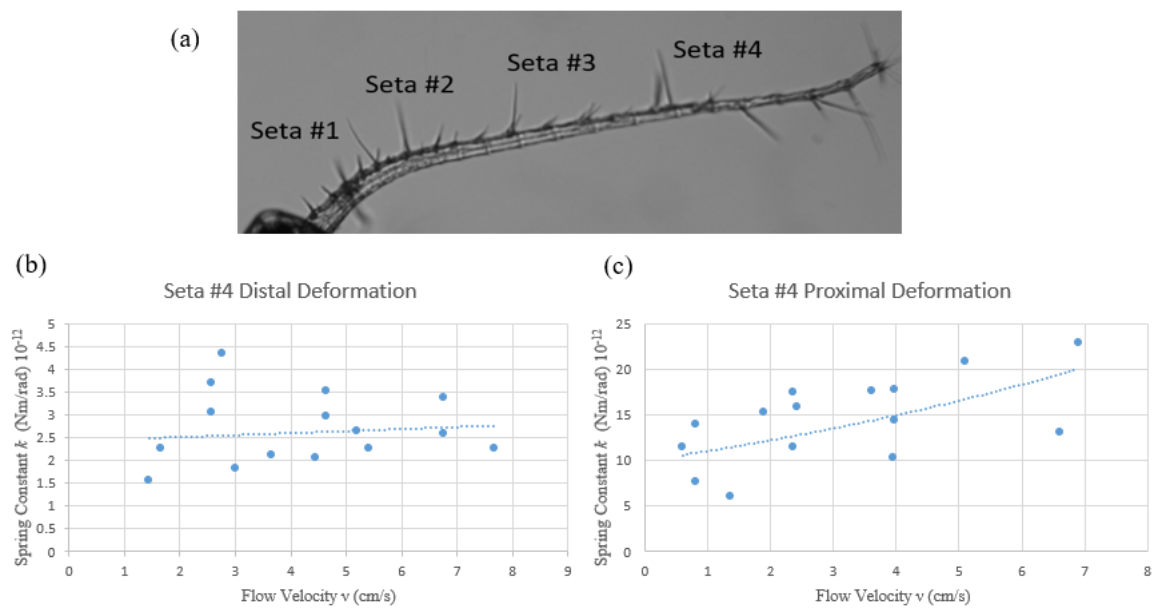 (a)
Seta #1
Seta #2
Seta #3
Seta #4
(b)
Seta #4 Distal Deformation
Spring Constant k (Nm/rad) 10⁻¹²
5
4.5
4
3.5
3
2.5
2
1.5
1
0.5
0
0 1 2 3 4 5 6 7 8 9
Flow Velocity v (cm/s)
(c)
Seta #4 Proximal Deformation
Spring Constant k (Nm/rad) 10⁻¹²
25
20
15
10
5
0
0 1 2 3 4 5 6 7 8
Flow Velocity v (cm/s)